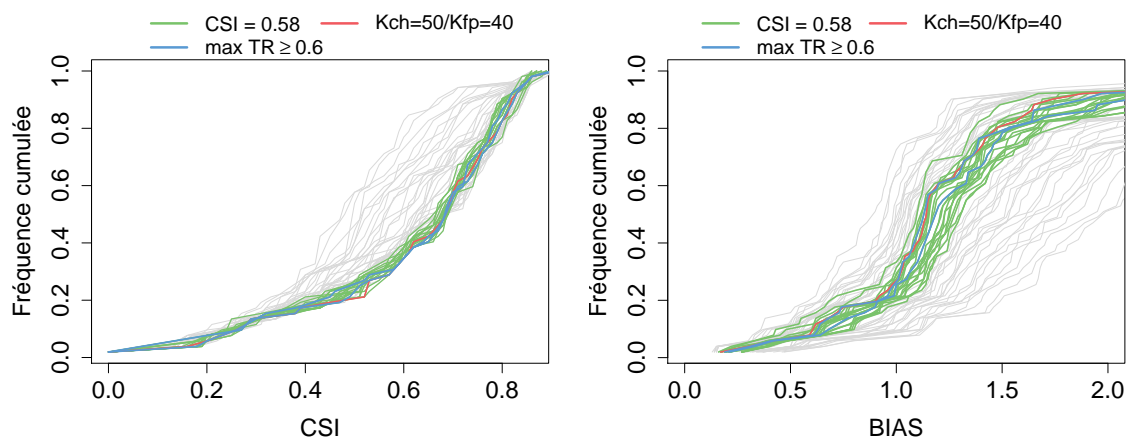 CSI = 0.58 Kch=50/Kfp=40
max TR ≥ 0.6
CSI = 0.58 Kch=50/Kfp=40
max TR ≥ 0.6
Fréquence cumulée
1.0
0.8
0.6
0.4
0.2
0.0
0.0 0.2 0.4 0.6 0.8
CSI
Fréquence cumulée
1.0
0.8
0.6
0.4
0.2
0.0
0.0 0.5 1.0 1.5 2.0
BIAS